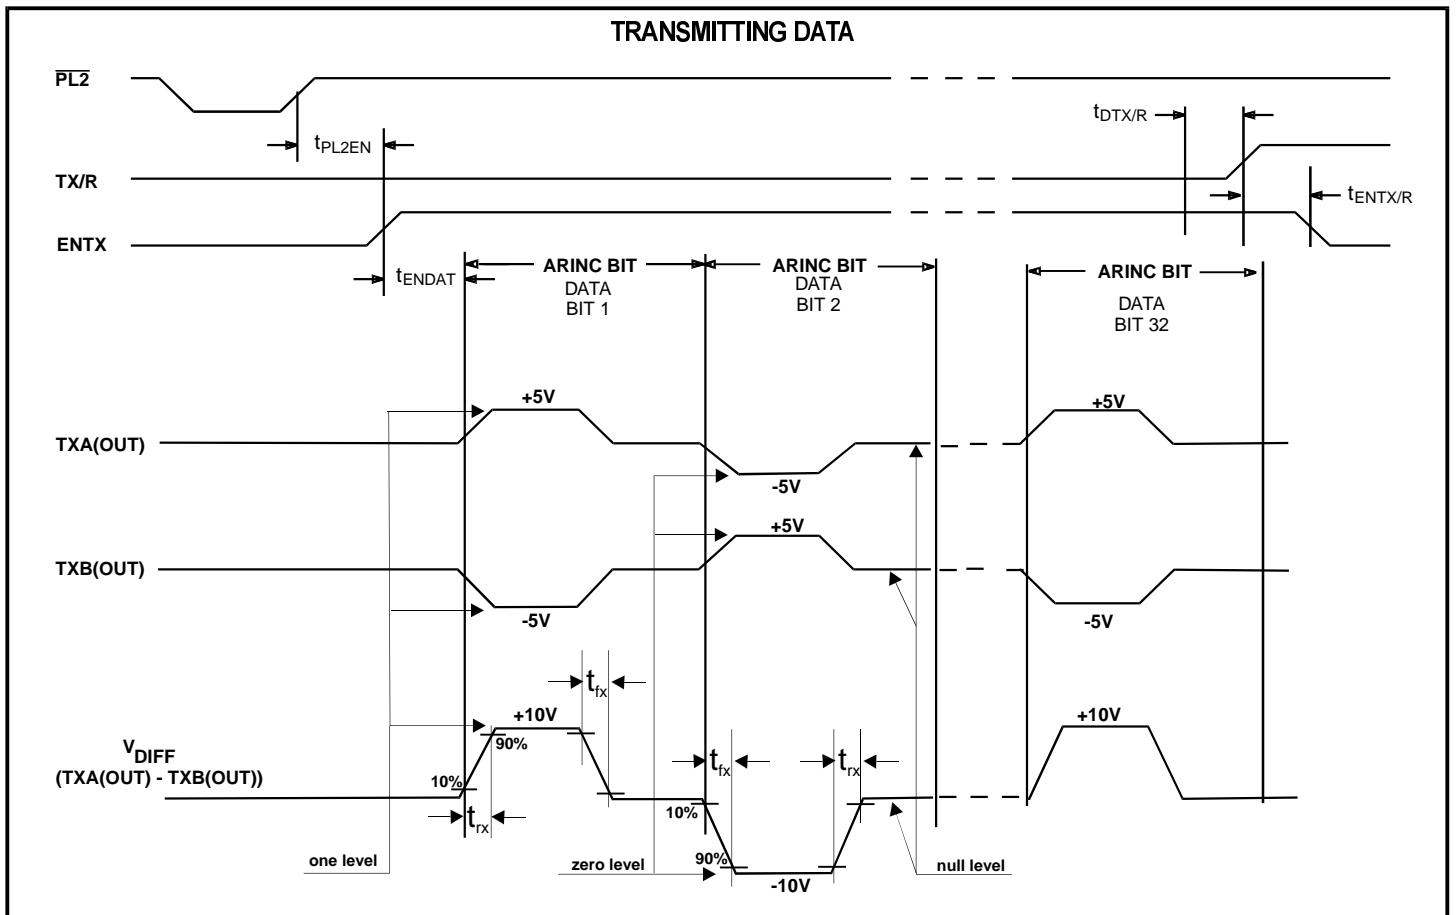 TRANSMITTING DATA
PL2
tDTX/R
tPL2EN
TX/R
tENTX/R
ENTX
tENDAT
ARINC BIT
DATA
BIT 1
ARINC BIT
DATA
BIT 2
ARINC BIT
DATA
BIT 32
+5V
+5V
TXA(OUT)
-5V
+5V
TXB(OUT)
-5V
-5V
tfx
+10V
+10V
VDIFF
(TXA(OUT) - TXB(OUT))
90%
tfx
trx
10%
10%
trx
one level
zero level
90%
null level
-10V